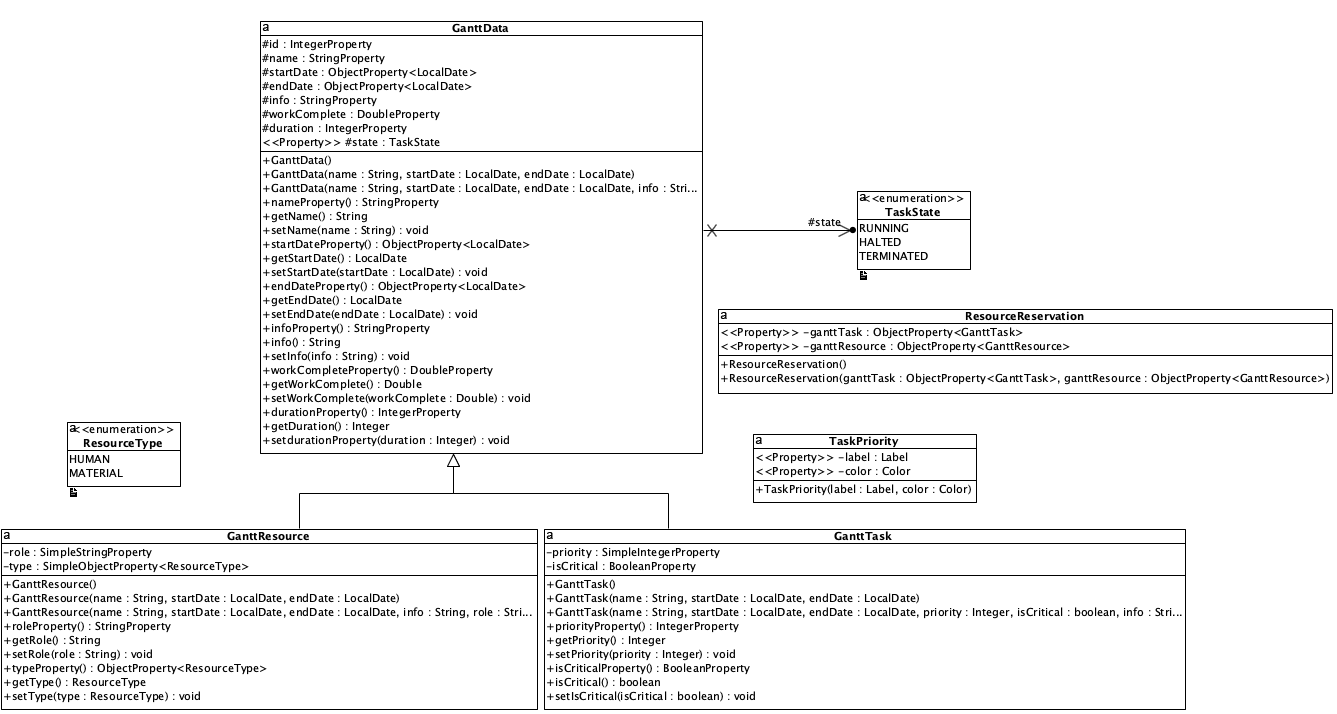 a
GanttData
#id : IntegerProperty
#name : StringProperty
#startDate : ObjectProperty<LocalDate>
#endDate : ObjectProperty<LocalDate>
#info : StringProperty
#workComplete : DoubleProperty
#duration : IntegerProperty
<<Property>> #state : TaskState
+GanttData()
+GanttData(name : String, startDate : LocalDate, endDate : LocalDate)
+GanttData(name : String, startDate : LocalDate, endDate : LocalDate, info : Stri...
+nameProperty() : StringProperty
+getName() : String
+setName(name : String) : void
+startDateProperty() : ObjectProperty<LocalDate>
+getStartDate() : LocalDate
+setStartDate(startDate : LocalDate) : void
+endDateProperty() : ObjectProperty<LocalDate>
+getEndDate() : LocalDate
+setEndDate(endDate : LocalDate) : void
+infoProperty() : StringProperty
+info() : String
+setInfo(info : String) : void
+workCompleteProperty() : DoubleProperty
+getWorkComplete() : Double
+setWorkComplete(workComplete : Double) : void
+durationProperty() : IntegerProperty
+getDuration() : Integer
+setdurationProperty(duration : Integer) : void
#state
a
<<enumeration>>
TaskState
RUNNING
HALTED
TERMINATED
a
ResourceReservation
<<Property>> -ganttTask : ObjectProperty<GanttTask>
<<Property>> -ganttResource : ObjectProperty<GanttResource>
+ResourceReservation()
+ResourceReservation(ganttTask : ObjectProperty<GanttTask>, ganttResource : ObjectProperty<GanttResource>)
a
<<enumeration>>
ResourceType
HUMAN
MATERIAL
a
TaskPriority
<<Property>> -label : Label
<<Property>> -color : Color
+TaskPriority(label : Label, color : Color)
a
GanttResource
-role : SimpleStringProperty
-type : SimpleObjectProperty<ResourceType>
+GanttResource()
+GanttResource(name : String, startDate : LocalDate, endDate : LocalDate)
+GanttResource(name : String, startDate : LocalDate, endDate : LocalDate, info : String, role : Stri...
+roleProperty() : StringProperty
+getRole() : String
+setRole(role : String) : void
+typeProperty() : ObjectProperty<ResourceType>
+getType() : ResourceType
+setType(type : ResourceType) : void
a
GanttTask
-priority : SimpleIntegerProperty
-isCritical : BooleanProperty
+GanttTask()
+GanttTask(name : String, startDate : LocalDate, endDate : LocalDate)
+GanttTask(name : String, startDate : LocalDate, endDate : LocalDate, priority : Integer, isCritical : boolean, info : Stri...
+priorityProperty() : IntegerProperty
+getPriority() : Integer
+setPriority(priority : Integer) : void
+isCriticalProperty() : BooleanProperty
+isCritical() : boolean
+setIsCritical(isCritical : boolean) : void